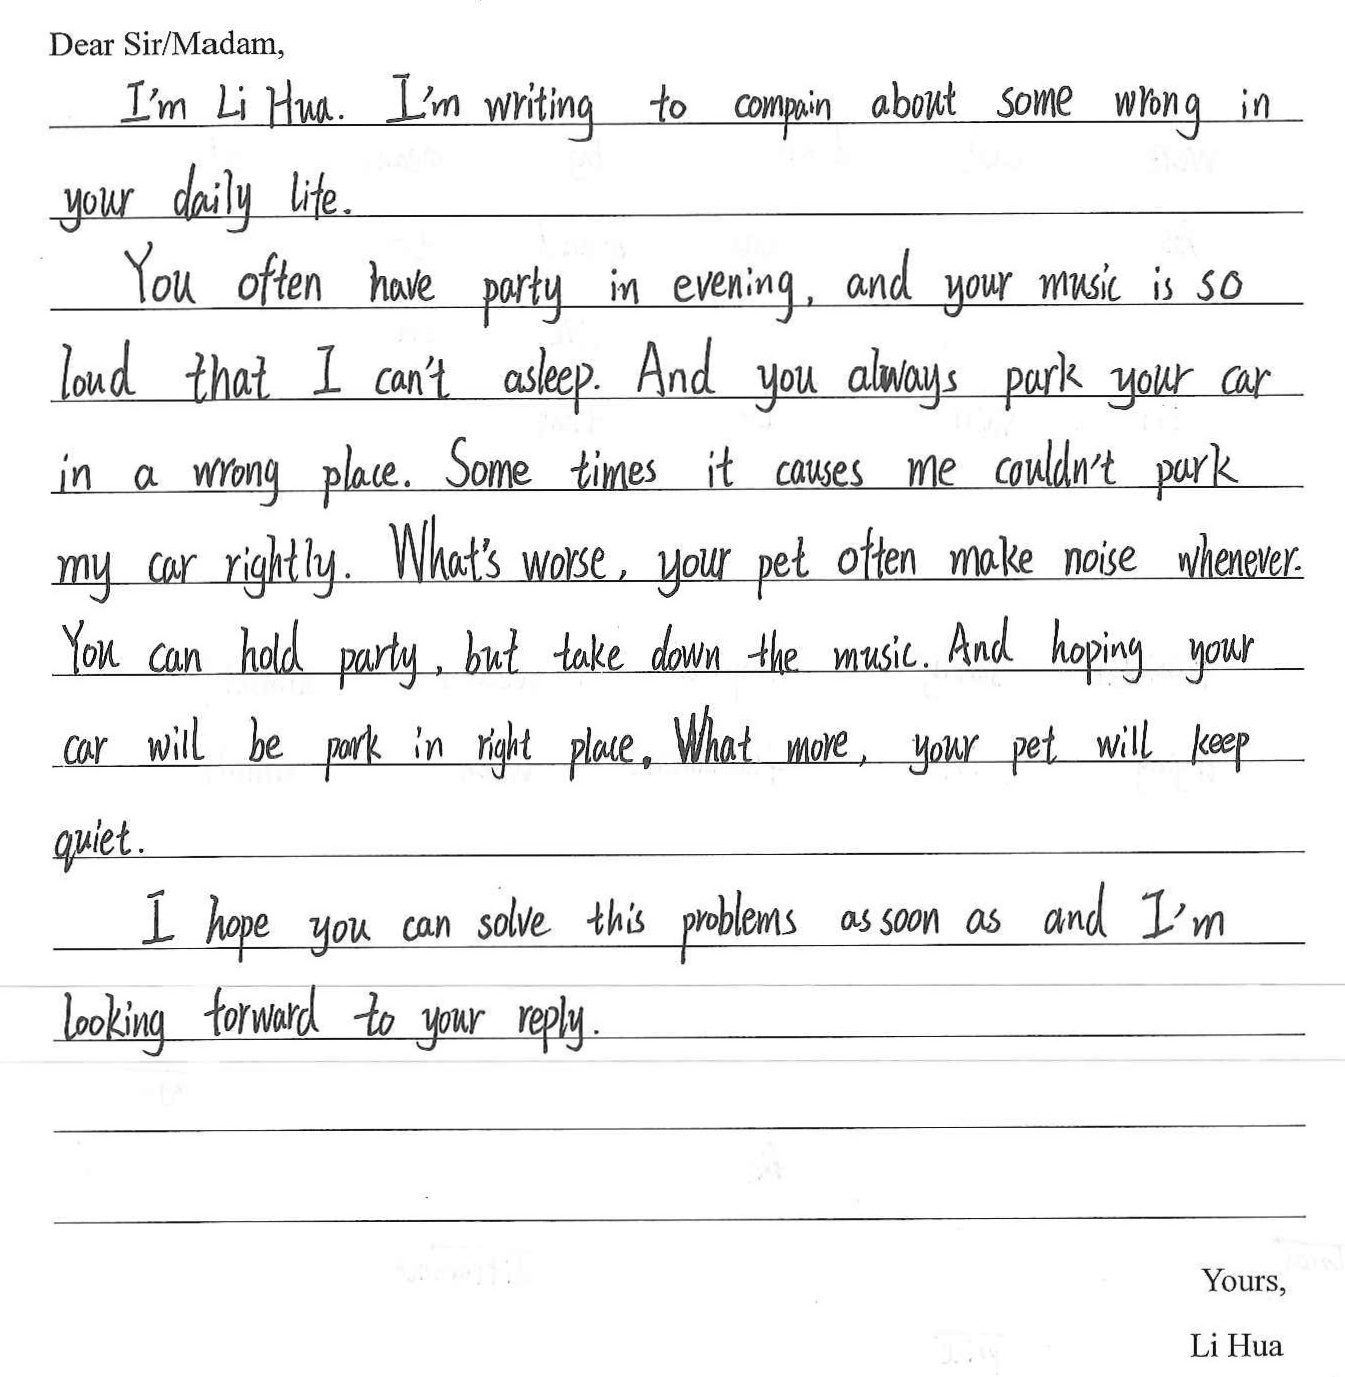 Dear Sir/Madam,
I'm Li Hua. I'm writing to compain about some wrong in
your daily life.
You often have party in evening, and your music is so
loud that I can't asleep. And you always park your car
in a wrong place. Some times it causes me couldn't park
my car rightly. What's worse, your pet often make noise whenever.
You can hold party, but take down the music. And hoping your
car will be park in right place. What more, your pet will keep
quiet.
I hope you can solve this problems as soon as and I'm
looking forward to your reply.
Yours,
Li Hua